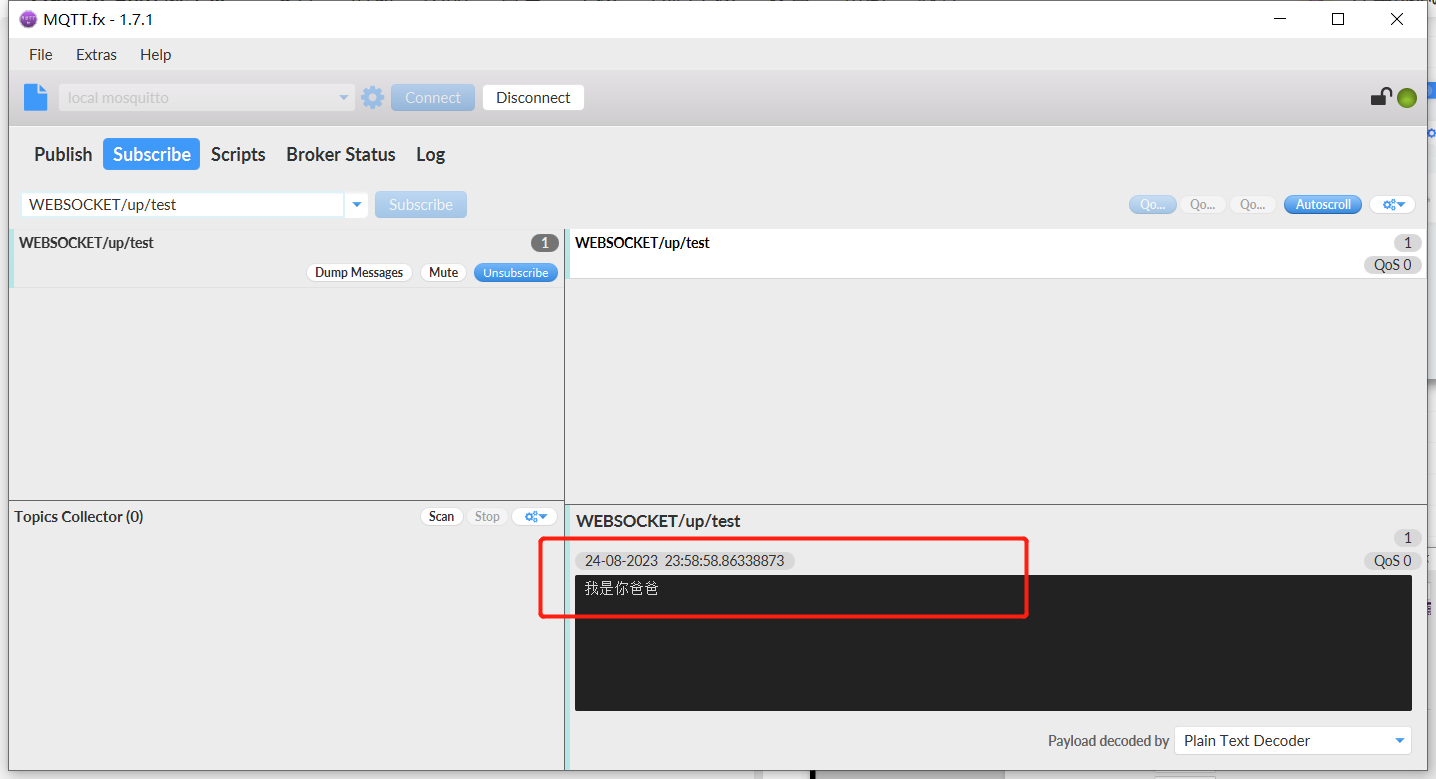 MQTT.fx - 1.7.1
File Extras Help
local mosquitto Connect Disconnect
Publish Subscribe Scripts Broker Status Log
WEBSOCKET/up/test Subscribe Qo... Qo... Qo... Autoscroll
WEBSOCKET/up/test 1
Dump Messages Mute Unsubscribe
WEBSOCKET/up/test 1
QoS 0
Topics Collector (0) Scan Stop
WEBSOCKET/up/test
1
24-08-2023 23:58:58.86338873 QoS 0
我是你爸爸
Payload decoded by Plain Text Decoder